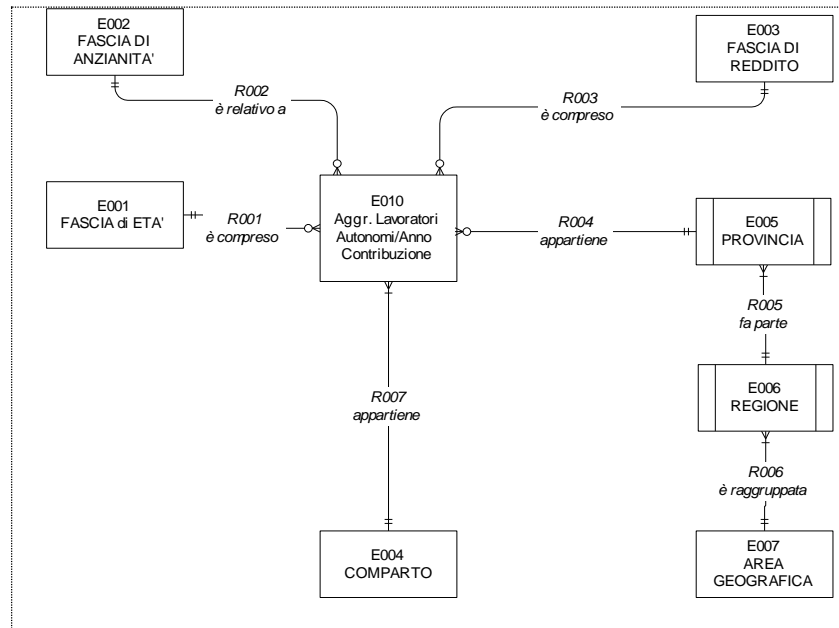 E002
FASCIA DI
ANZIANITA'
E003
FASCIA DI
REDDITO
R002
è relativo a
R003
è compreso
E001
FASCIA di ETA'
R001
è compreso
E010
Aggr. Lavoratori
Autonomi/Anno
Contribuzione
R004
appartiene
E005
PROVINCIA
R005
fa parte
E006
REGIONE
R007
appartiene
R006
è raggruppata
E004
COMPARTO
E007
AREA
GEOGRAFICA